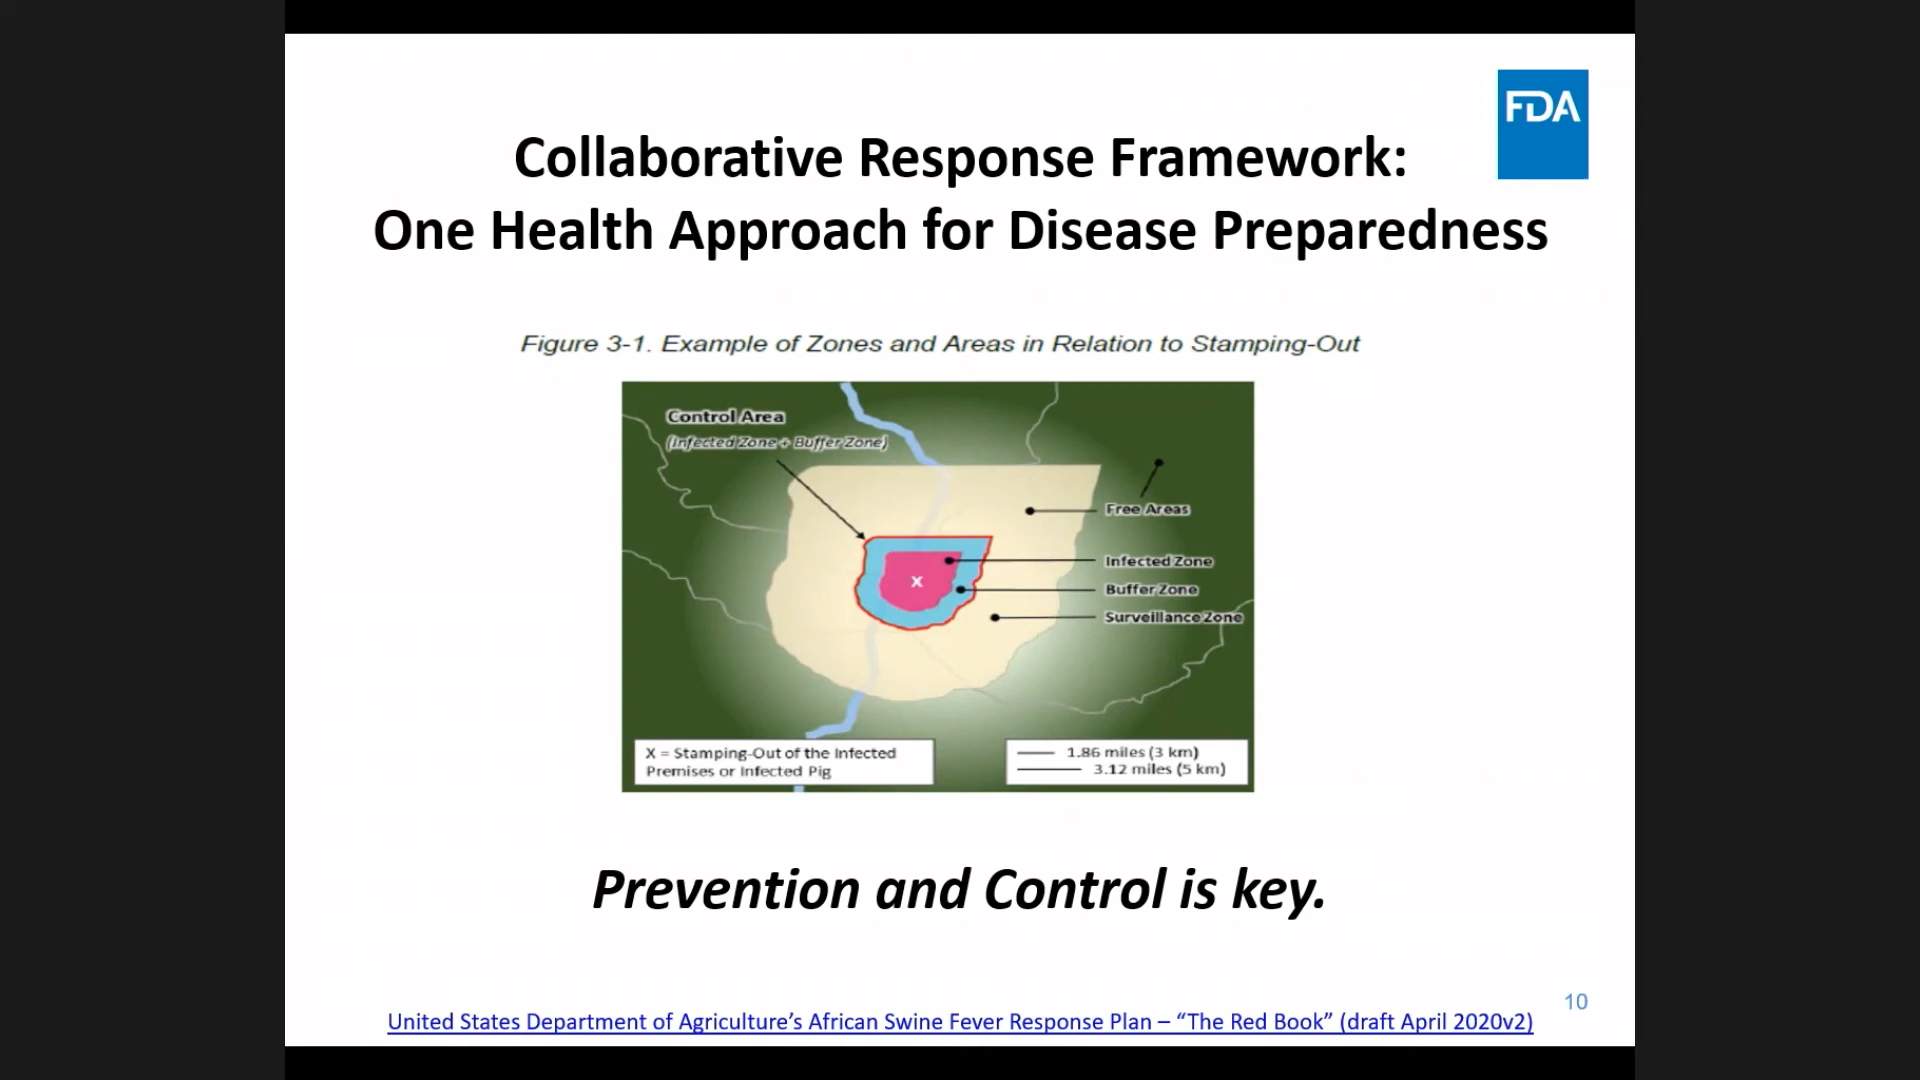 FDA
Collaborative Response Framework:
One Health Approach for Disease Preparedness
Figure 3-1. Example of Zones and Areas in Relation to Stamping-Out
Control Area
(Infected Zone + Buffer Zone)
Free Areas
Infected Zone
X
Buffer Zone
Surveillance Zone
X = Stamping-Out of the Infected
Premises or Infected Pig
1.86 miles (3 km)
3.12 miles (5 km)
Prevention and Control is key.
10
United States Department of Agriculture’s African Swine Fever Response Plan – “The Red Book” (draft April 2020v2)